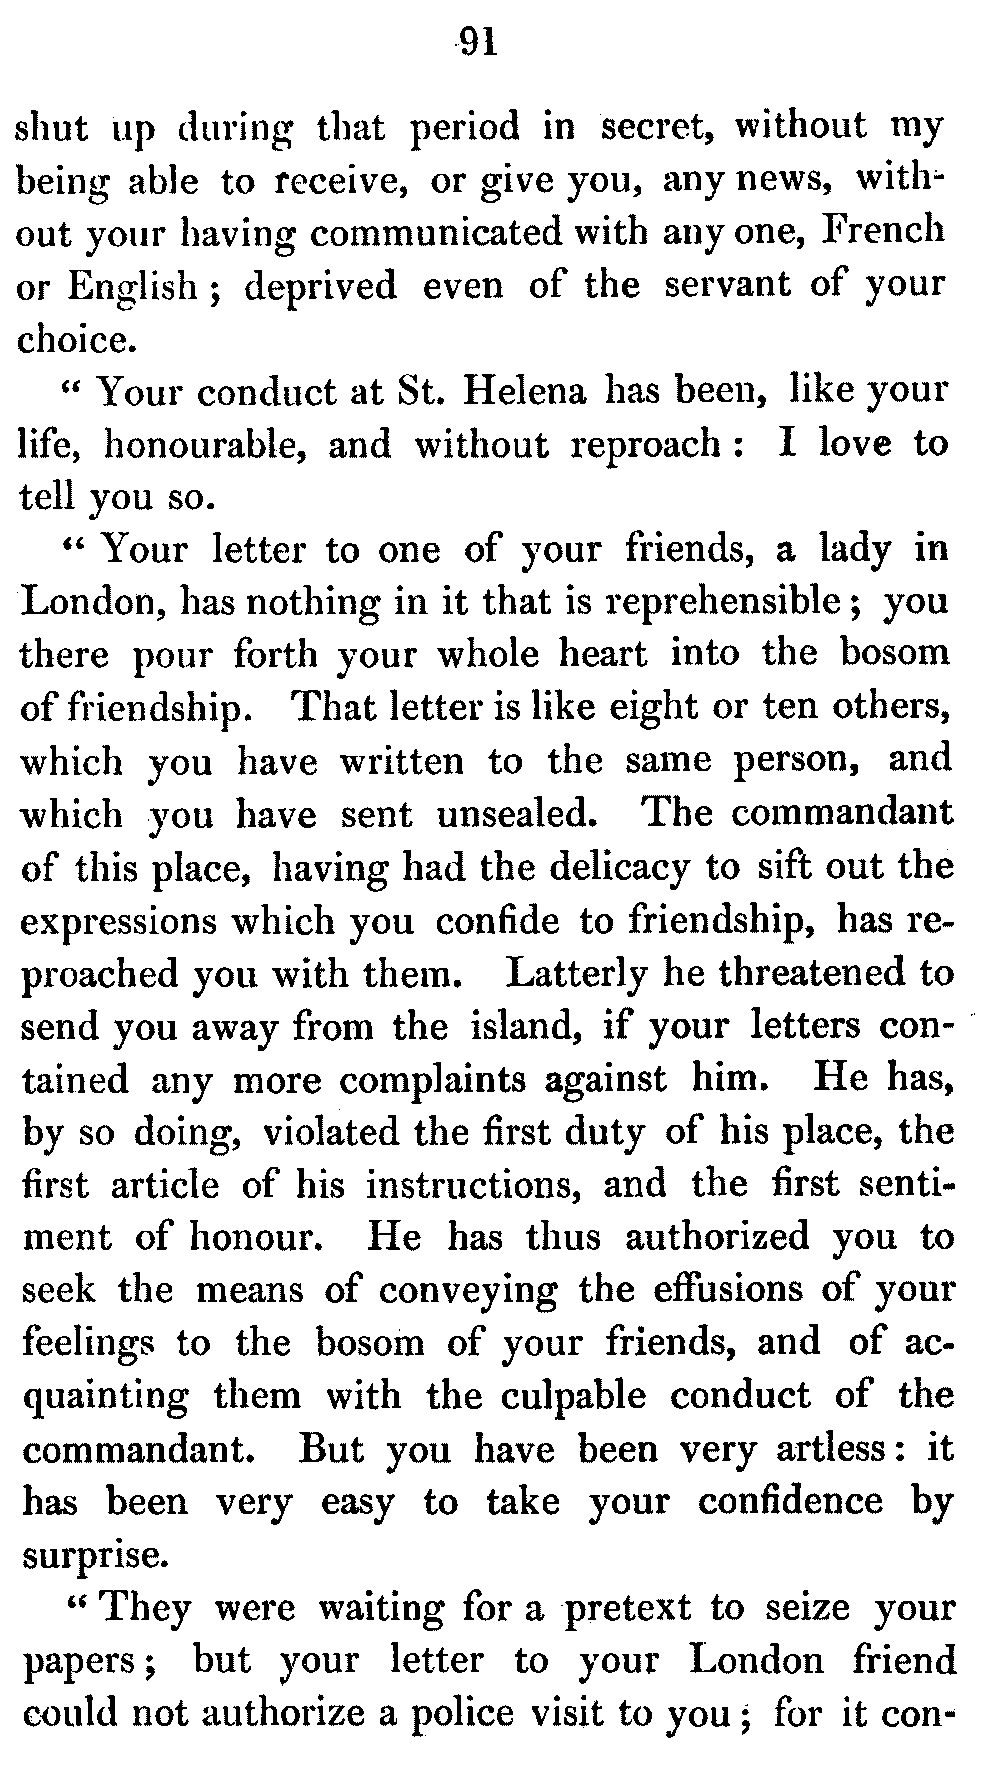 91
shut up during that period in secret, without my
being able to receive, or give you, any news, with-
out your having communicated with any one, French
or English ; deprived even of the servant of your
choice.
“ Your conduct at St. Helena has been, like your
life, honourable, and without reproach : I love to
tell you so.
“ Your letter to one of your friends, a lady in
London, has nothing in it that is reprehensible ; you
there pour forth your whole heart into the bosom
of friendship. That letter is like eight or ten others,
which you have written to the same person, and
which you have sent unsealed. The commandant
of this place, having had the delicacy to sift out the
expressions which you confide to friendship, has re-
proached you with them. Latterly he threatened to
send you away from the island, if your letters con-
tained any more complaints against him. He has,
by so doing, violated the first duty of his place, the
first article of his instructions, and the first senti-
ment of honour. He has thus authorized you to
seek the means of conveying the effusions of your
feelings to the bosom of your friends, and of ac-
quainting them with the culpable conduct of the
commandant. But you have been very artless : it
has been very easy to take your confidence by
surprise.
“ They were waiting for a pretext to seize your
papers ; but your letter to your London friend
could not authorize a police visit to you ; for it con-